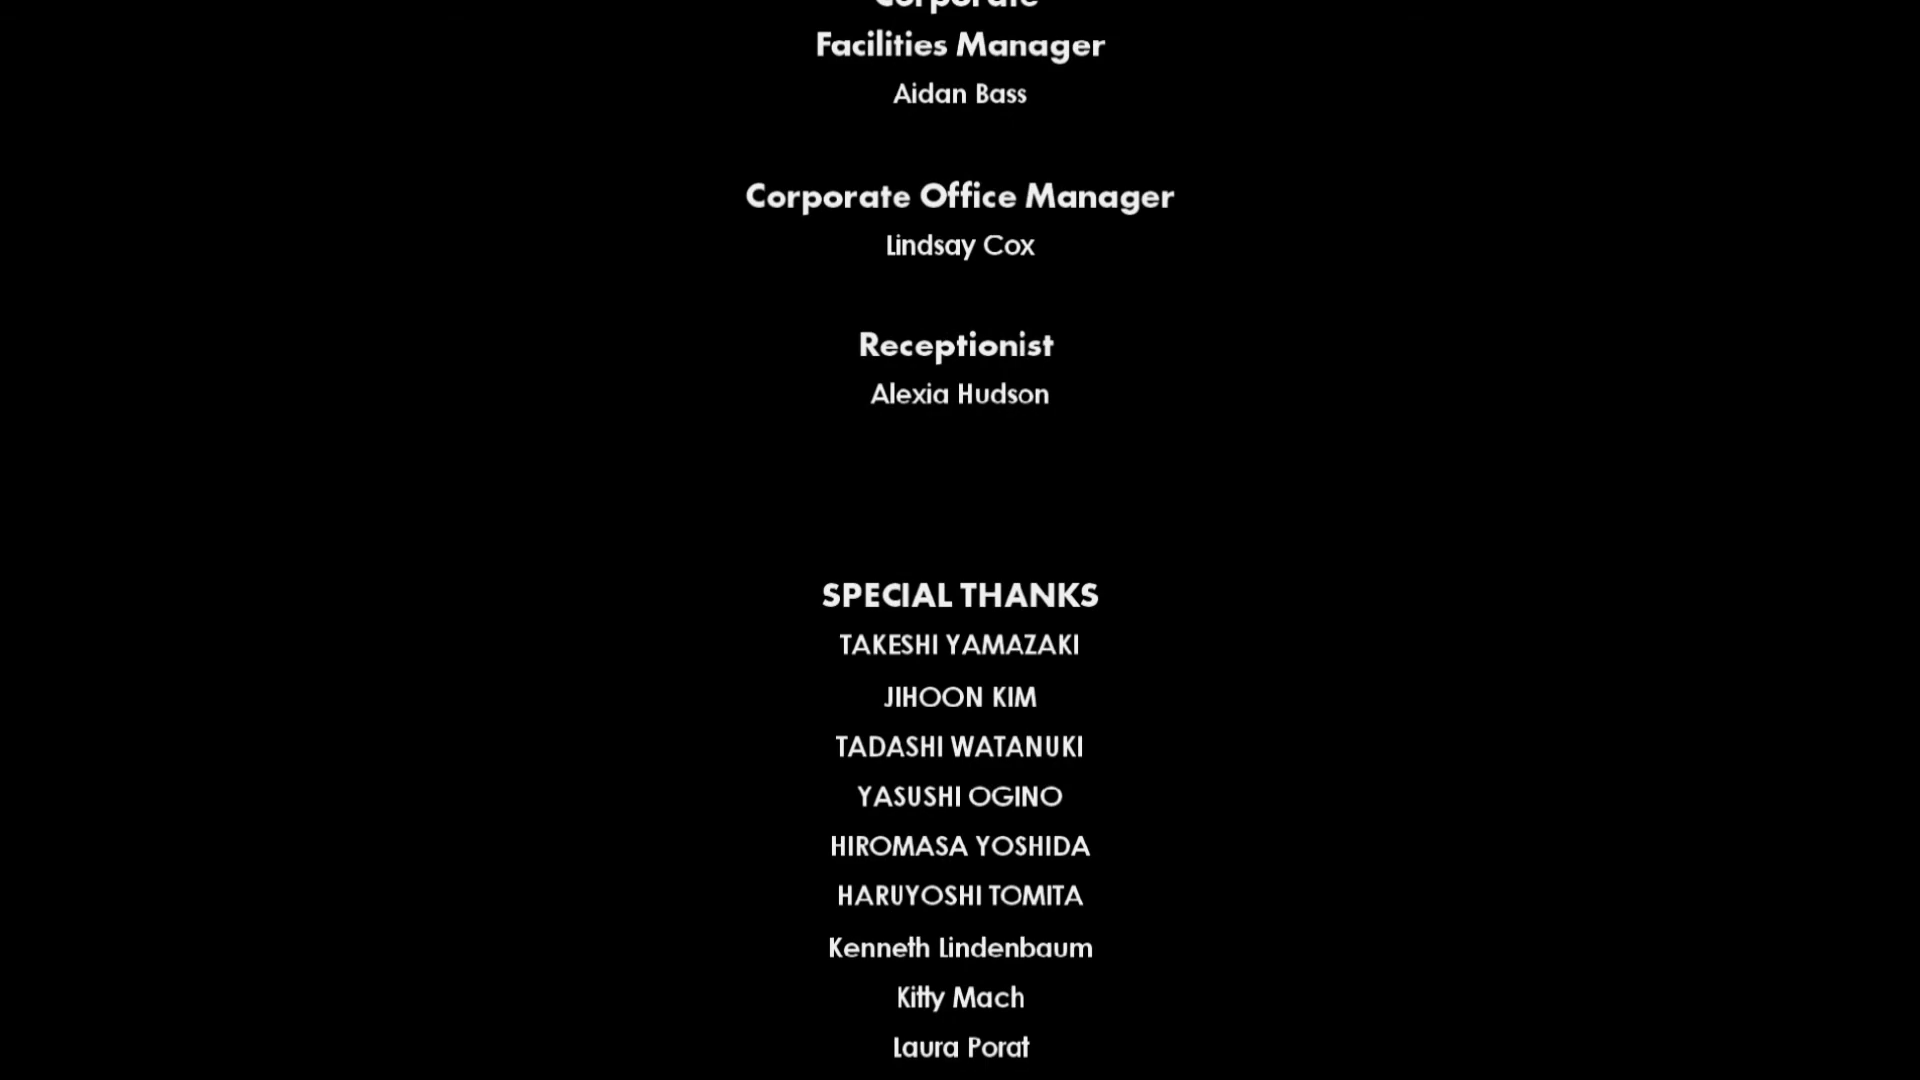 Corporate
Facilities Manager
Aidan Bass
Corporate Office Manager
Lindsay Cox
Receptionist
Alexia Hudson
SPECIAL THANKS
TAKESHI YAMAZAKI
JIHOON KIM
TADASHI WATANUKI
YASUSHI OGINO
HIROMASA YOSHIDA
HARUYOSHI TOMITA
Kenneth Lindenbaum
Kitty Mach
Laura Porat